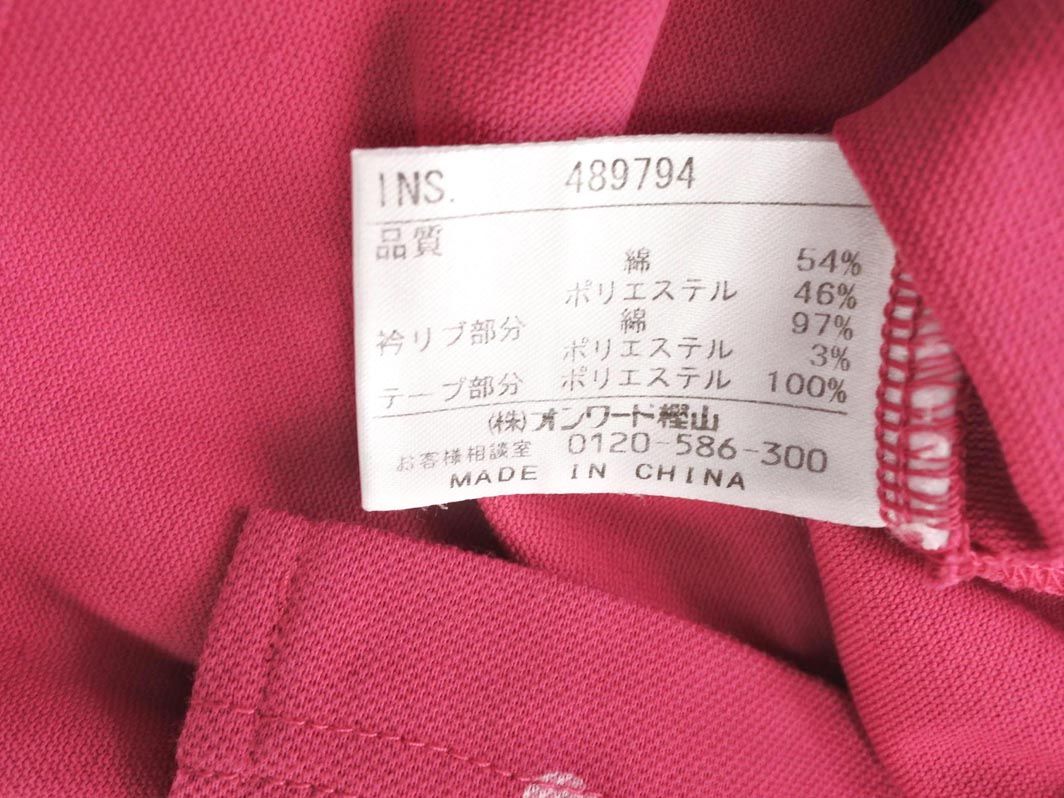 INS. 489794
品質
綿 54%
ポリエステル 46%
衿リブ部分 綿 97%
ポリエステル 3%
テープ部分 ポリエステル 100%
(株)オンワード樫山
お客様相談室 0120-586-300
MADE IN CHINA